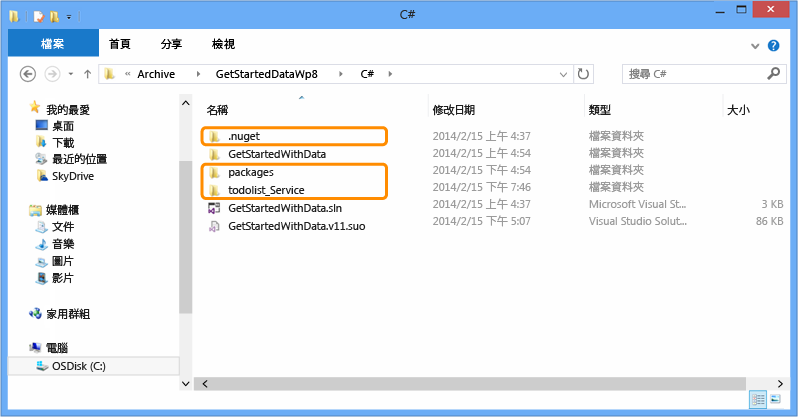 C#
檔案 首頁 分享 檢視
« Archive GetStartedDataWp8 C# 搜尋 C#
我的最愛
桌面
下載
最近的位置
SkyDrive
媒體櫃
文件
音樂
圖片
影片
家用群組
電腦
OSDisk (C:)
名稱 修改日期 類型 大小
.nuget 2014/2/15 上午 4:37 檔案資料夾
GetStartedWithData 2014/2/15 上午 4:54 檔案資料夾
packages 2014/2/15 下午 4:54 檔案資料夾
todolist_Service 2014/2/15 下午 7:46 檔案資料夾
GetStartedWithData.sln 2014/2/15 上午 4:37 Microsoft Visual St... 3 KB
GetStartedWithData.v11.suo 2014/2/15 下午 5:07 Visual Studio Solut... 86 KB